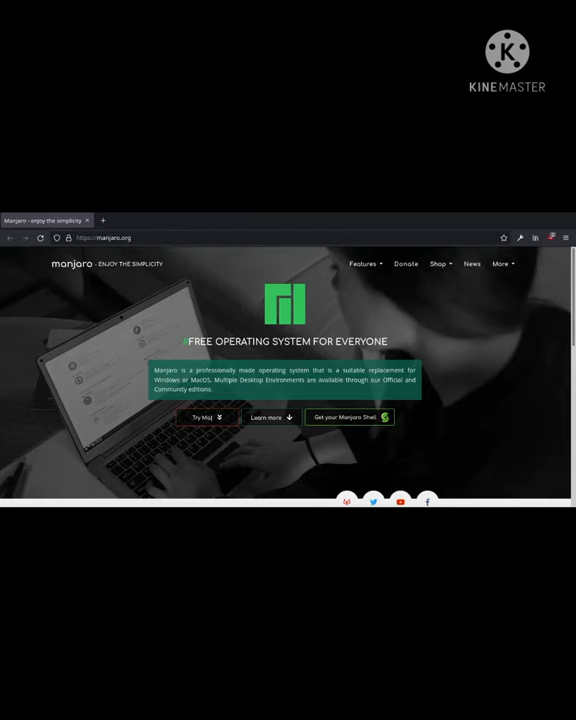 K
KINEMASTER
Manjaro - enjoy the simplicity
https://manjaro.org
manjaro - ENJOY THE SIMPLICITY
Features Donate Shop News More
#FREE OPERATING SYSTEM FOR EVERYONE
Manjaro is a professionally made operating system that is a suitable replacement for
Windows or MacOS. Multiple Desktop Environments are available through our Official and
Community editions.
Try Ma| Learn more Get your Manjaro Shell